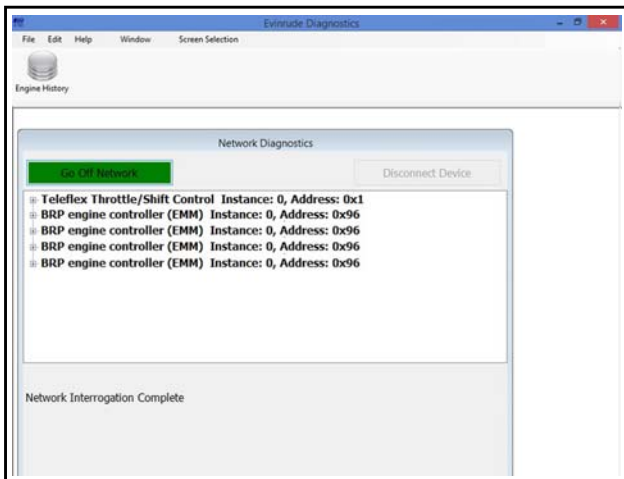 Evinrude Diagnostics
File Edit Help Window Screen Selection
Engine History
Network Diagnostics
Go Off Network Disconnect Device
Teleflex Throttle/Shift Control Instance: 0, Address: 0x1
BRP engine controller (EMM) Instance: 0, Address: 0x96
BRP engine controller (EMM) Instance: 0, Address: 0x96
BRP engine controller (EMM) Instance: 0, Address: 0x96
BRP engine controller (EMM) Instance: 0, Address: 0x96
Network Interrogation Complete